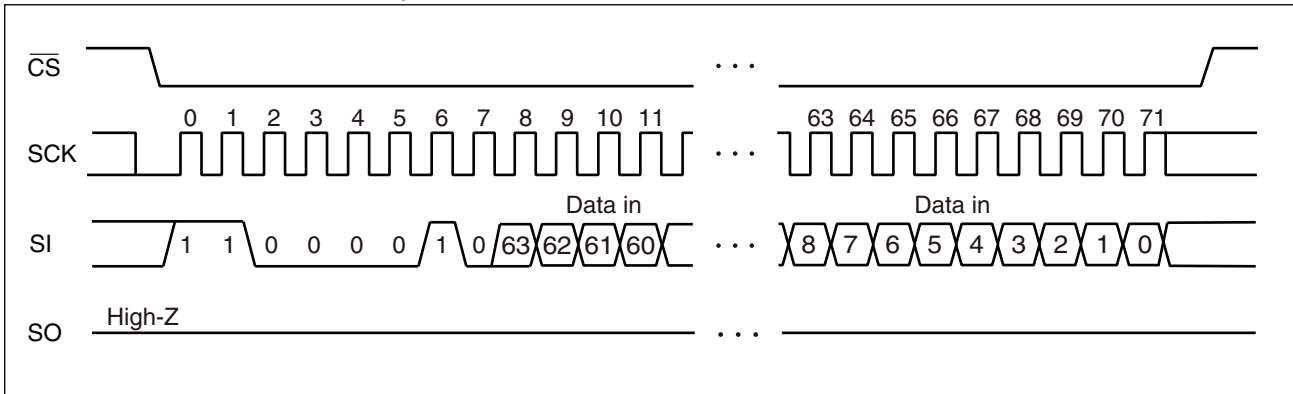 CS
0 1 2 3 4 5 6 7 8 9 10 11 63 64 65 66 67 68 69 70 71
SCK . . .
Data in Data in
SI 1 1 0 0 0 0 1 0 63 62 61 60 . . . 8 7 6 5 4 3 2 1 0
High-Z
SO . . .